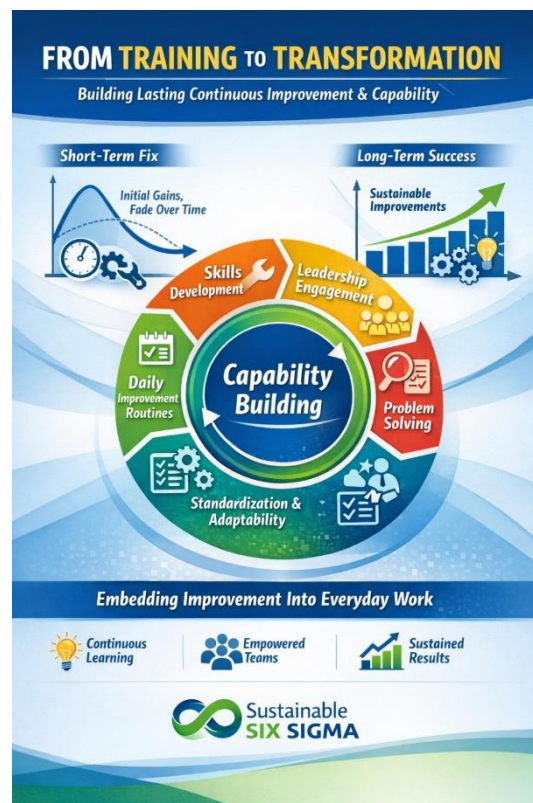 FROM TRAINING TO TRANSFORMATION
Building Lasting Continuous Improvement & Capability
Short-Term Fix
Initial Gains,
Fade Over Time
Long-Term Success
Sustainable
Improvements
Skills
Development
Leadership
Engagement
Daily
Improvement
Routines
Capability
Building
Problem
Solving
Standardization &
Adaptability
Embedding Improvement Into Everyday Work
Continuous
Learning
Empowered
Teams
Sustained
Results
Sustainable
SIX SIGMA